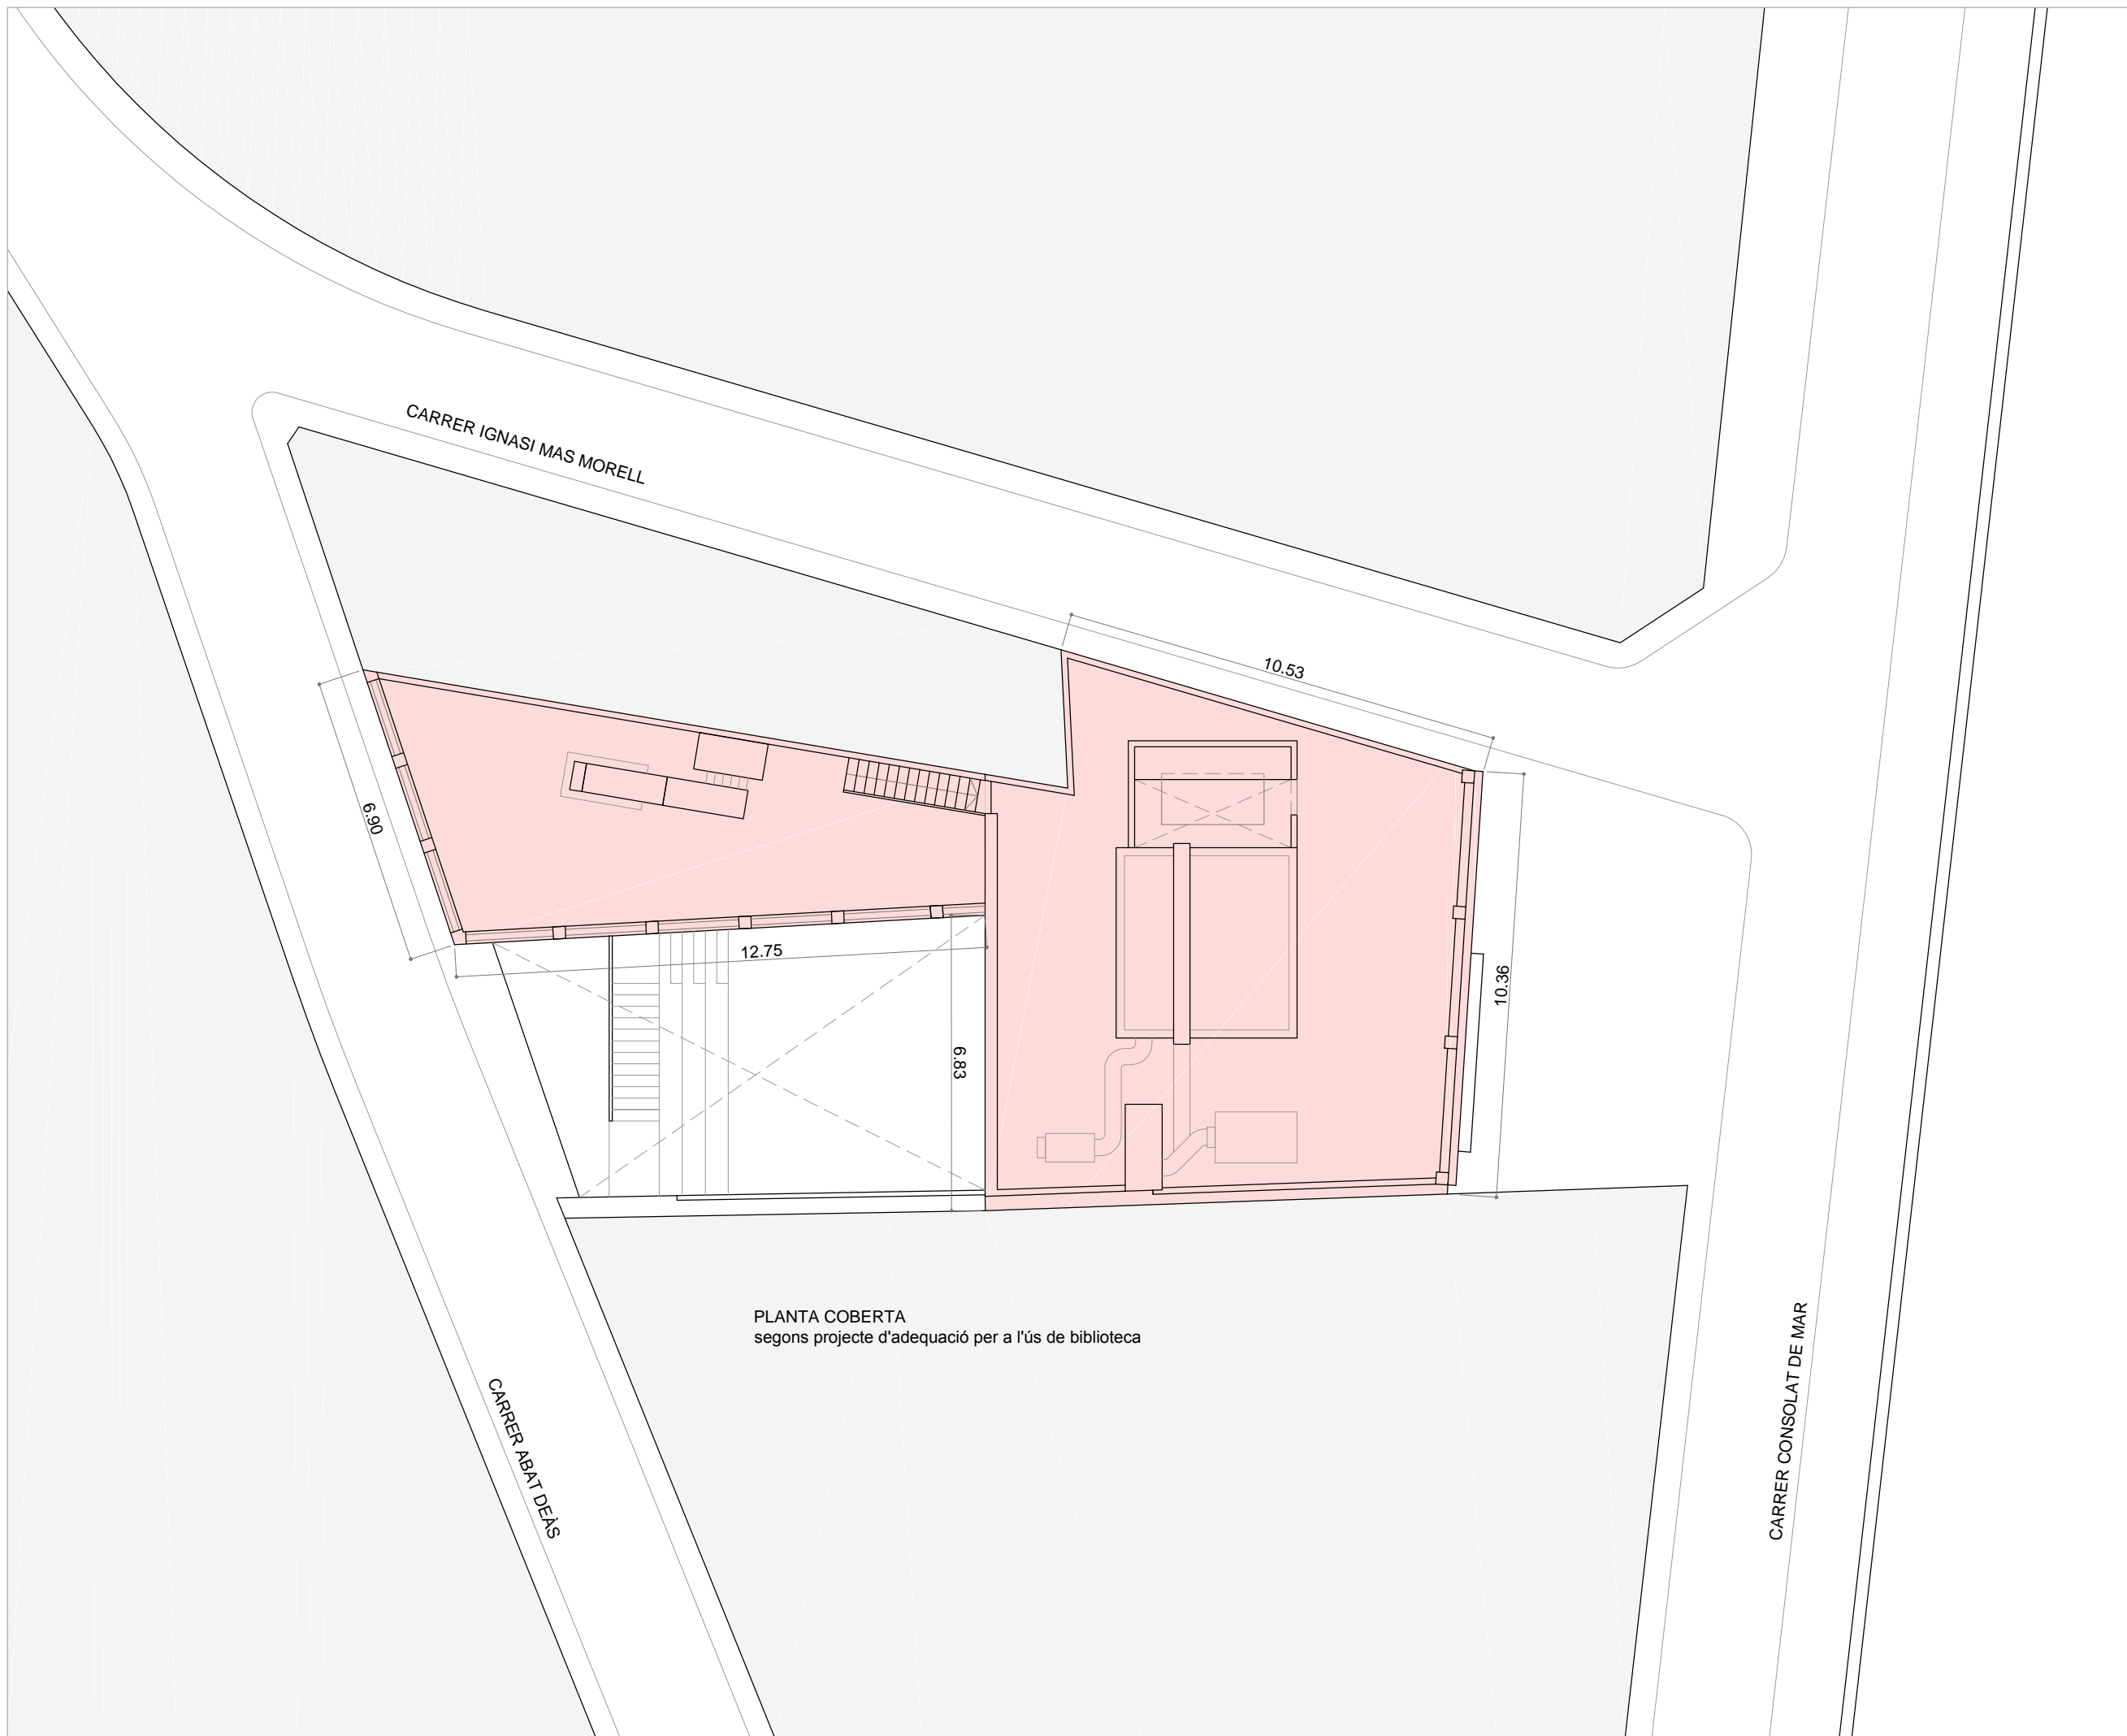 CARRER IGNASI MAS MORELL
10.53
6.90
12.75
10.36
6.83
PLANTA COBERTA
segons projecte d'adequació per a l'ús de biblioteca
CARRER ABAT DEÀS
CARRER CONSOLAT DE MAR